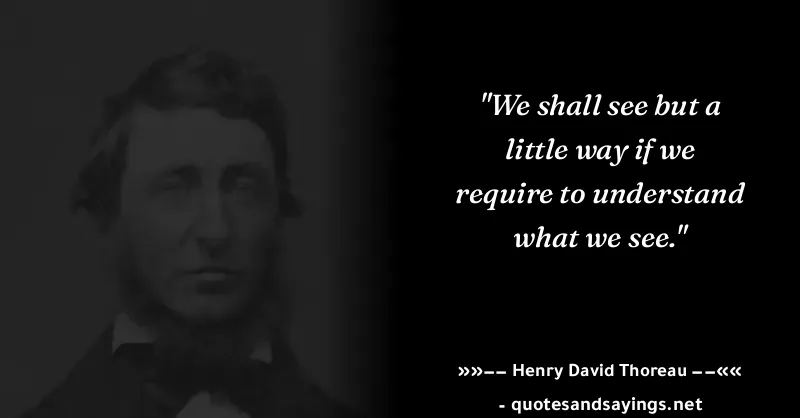 "We shall see but a
little way if we
require to understand
what we see."
»»–– Henry David Thoreau ––««
- quotesandsayings.net